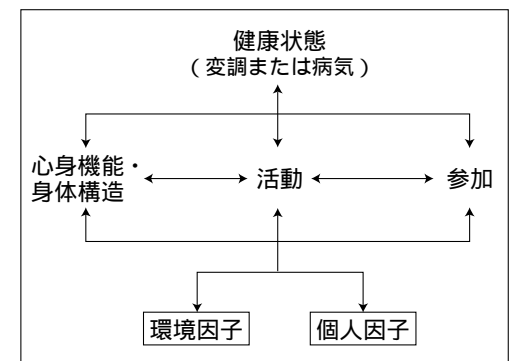 健康状態
(変調または病気)
心身機能・
身体構造
活動
参加
環境因子
個人因子